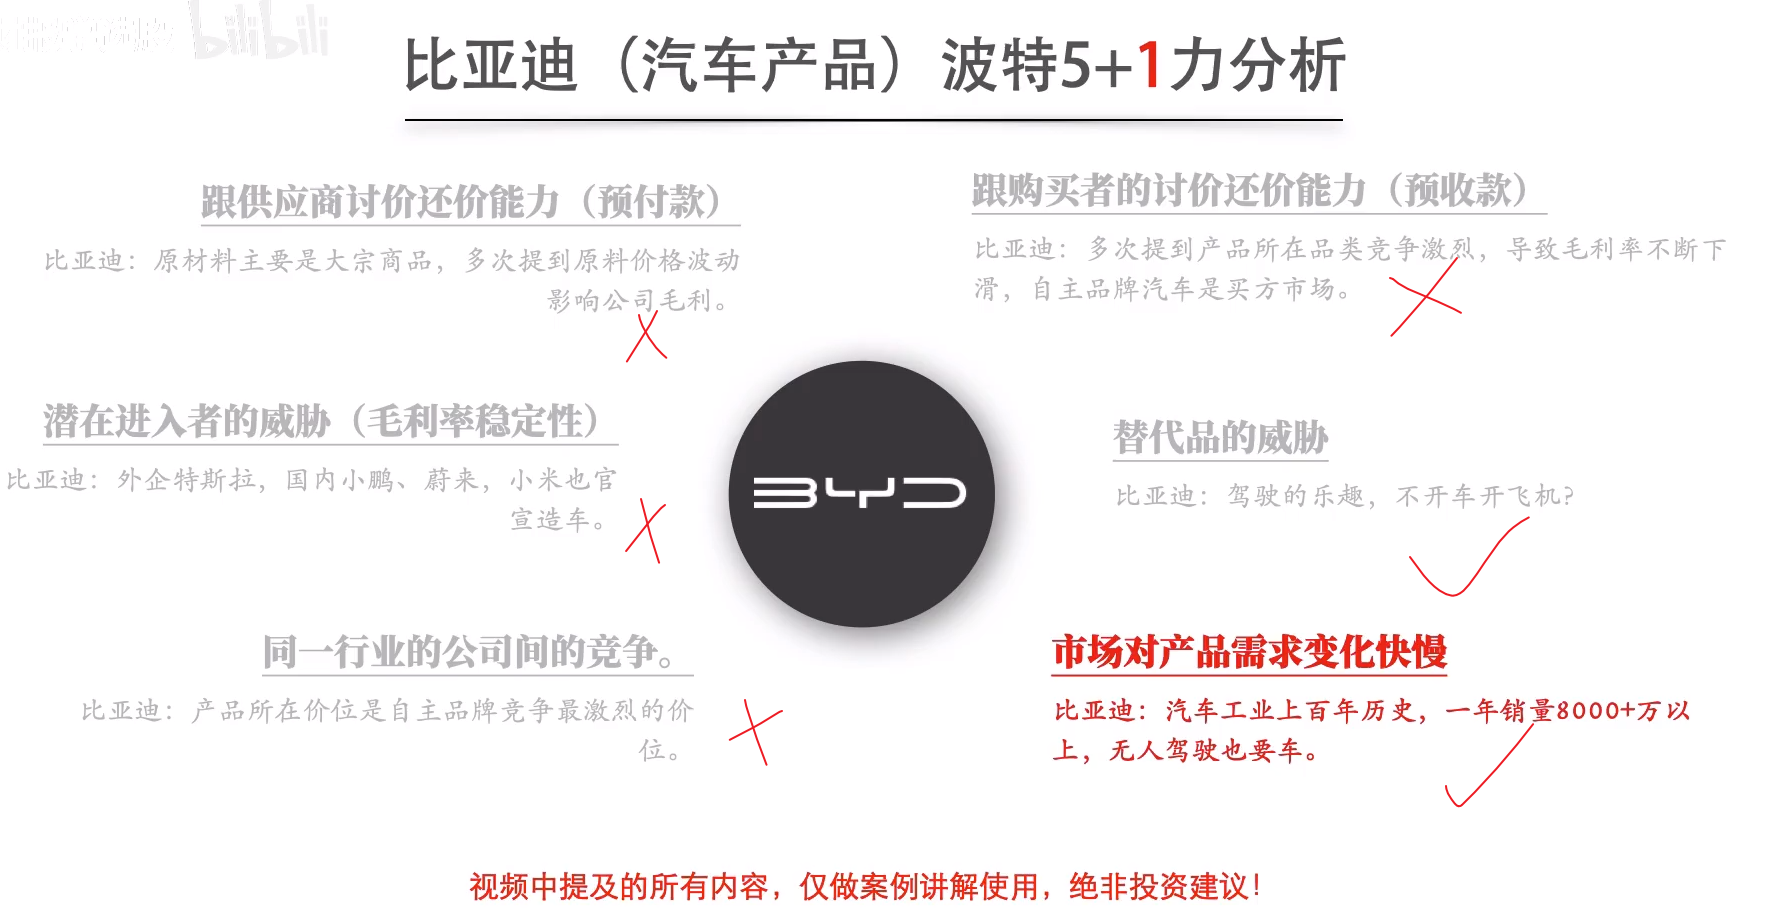 bilibili
比亚迪（汽车产品）波特5+1力分析
跟供应商讨价还价能力（预付款）
比亚迪：原材料主要是大宗商品，多次提到原料价格波动
影响公司毛利。
跟购买者的讨价还价能力（预收款）
比亚迪：多次提到产品所在品类竞争激烈，导致毛利率不断下
滑，自主品牌汽车是买方市场。
潜在进入者的威胁（毛利率稳定性）
比亚迪：外企特斯拉，国内小鹏、蔚来，小米也官
宣造车。
BYD
替代品的威胁
比亚迪：驾驶的乐趣，不开车开飞机？
同一行业的公司间的竞争。
比亚迪：产品所在价位是自主品牌竞争最激烈的价
位。
市场对产品需求变化快慢
比亚迪：汽车工业上百年历史，一年销量8000+万以
上，无人驾驶也要车。
视频中提及的所有内容，仅做案例讲解使用，绝非投资建议！